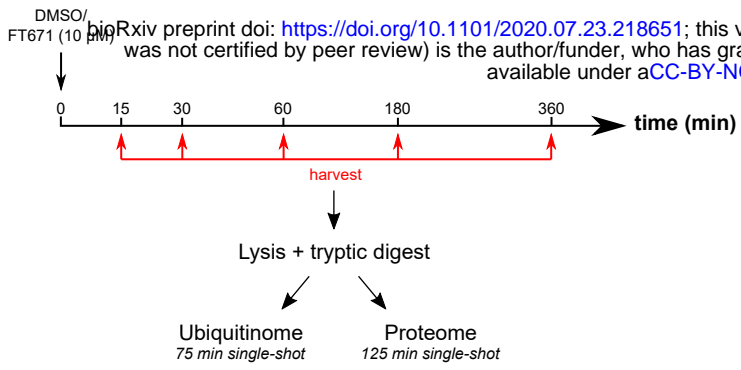 DMSO/
FT671 (10 µM)
bioRxiv preprint doi: https://doi.org/10.1101/2020.07.23.218651; this v
was not certified by peer review) is the author/funder, who has gra
available under aCC-BY-NC
0 15 30 60 180 360
time (min)
harvest
Lysis + tryptic digest
Ubiquitinome Proteome
75 min single-shot 125 min single-shot